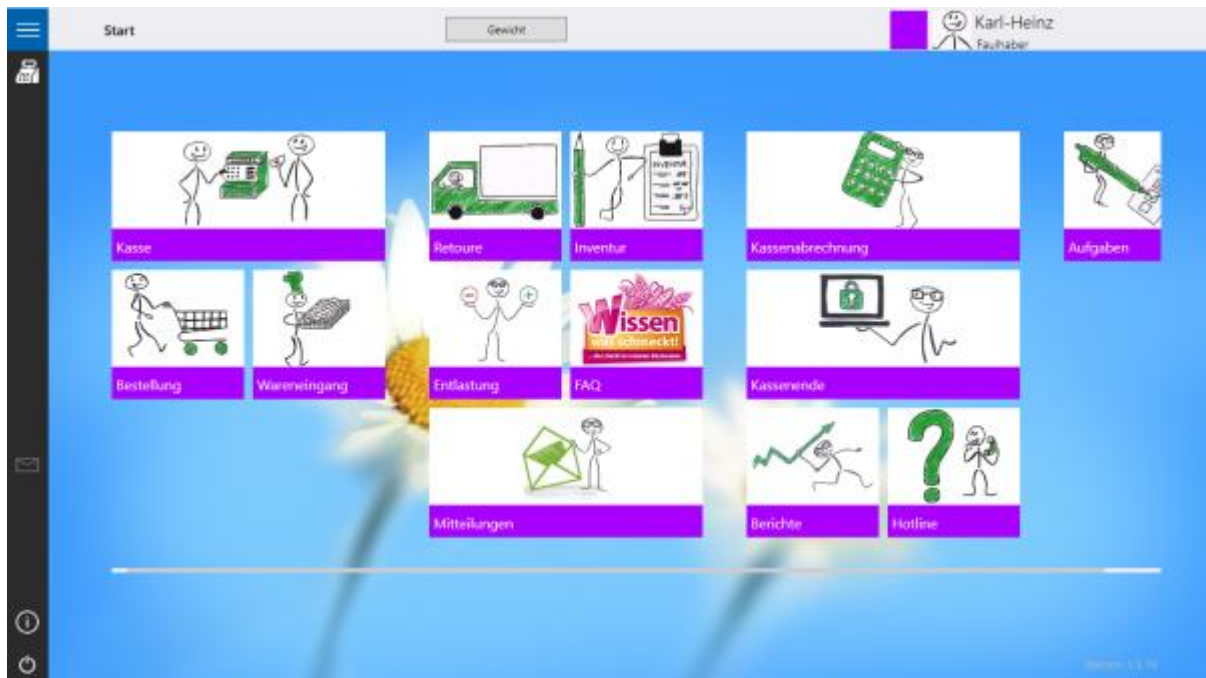 Start
Gewicht
Karl-Heinz
Faulhaber
Kasse
Retoure
Inventur
Kassenabrechnung
Aufgaben
Bestellung
Wareneingang
Entlastung
Wissen
was schmeckt!
FAQ
Kassenende
Mitteilungen
Berichte
Hotline